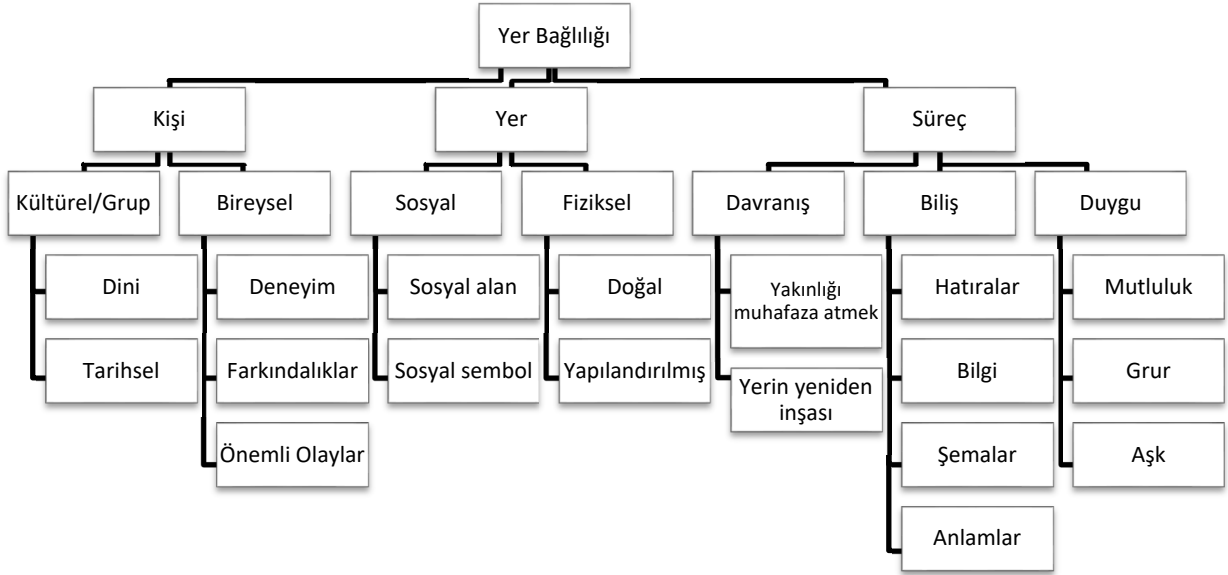 Yer Bağlılığı
Kişi
Yer
Süreç
Kültürel/Grup
Bireysel
Sosyal
Fiziksel
Davranış
Biliş
Duygu
Dini
Deneyim
Sosyal alan
Doğal
Yakınlığı
muhafaza atmek
Hatıralar
Mutluluk
Tarihsel
Farkındalıklar
Sosyal sembol
Yapılandırılmış
Yerin yeniden
inşası
Bilgi
Grur
Önemli Olaylar
Şemalar
Aşk
Anlamlar